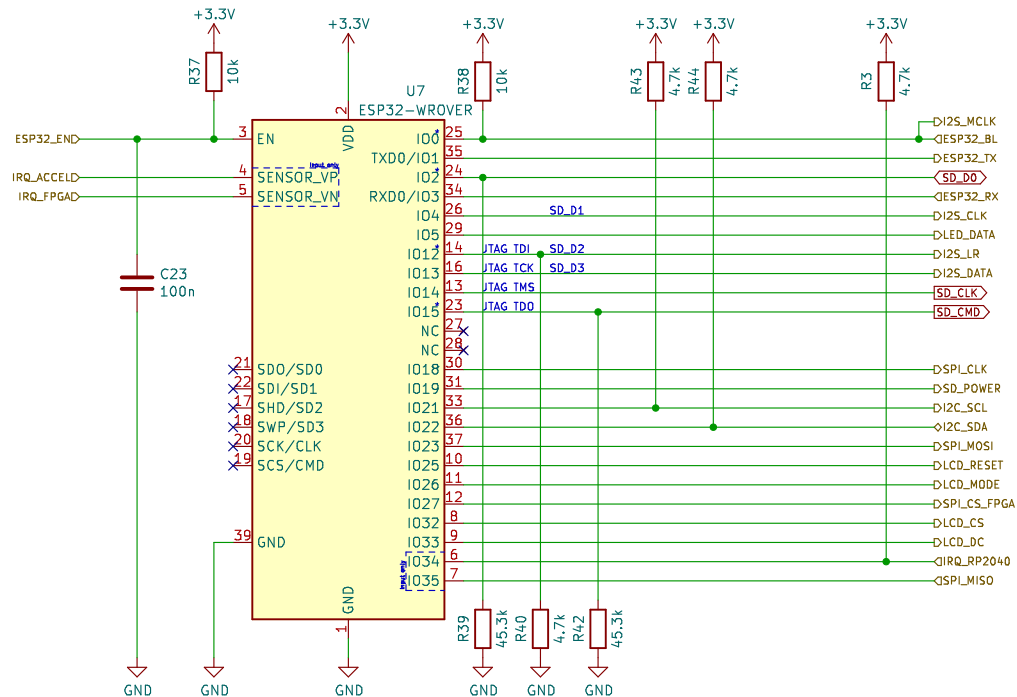 +3.3V
+3.3V +3.3V +3.3V +3.3V +3.3V
R37 10k R38 10k R43 4.7k R44 4.7k R3 4.7k
U7
ESP32-WROVER
2
VDD
ESP32_EN 3 EN IO0 * 25 I2S_MCLK
ESP32_BL
TXD0/IO1 35 ESP32_TX
Input_only
IRQ_ACCEL 4 SENSOR_VP IO2 * 24 SD_D0
IRQ_FPGA 5 SENSOR_VN RXD0/IO3 34 ESP32_RX
IO4 26 SD_D1 I2S_CLK
IO5 29 LED_DATA
IO12 * 14 JTAG TDI SD_D2 I2S_LR
IO13 16 JTAG TCK SD_D3 I2S_DATA
C23
100n
IO14 13 JTAG TMS SD_CLK
IO15 * 23 JTAG TDO SD_CMD
NC 27
NC 28
21 SDO/SD0 IO18 30 SPI_CLK
22 SDI/SD1 IO19 31 SD_POWER
17 SHD/SD2 IO21 33 I2C_SCL
18 SWP/SD3 IO22 36 I2C_SDA
20 SCK/CLK IO23 37 SPI_MOSI
19 SCS/CMD IO25 10 LCD_RESET
IO26 11 LCD_MODE
IO27 12 SPI_CS_FPGA
IO32 8 LCD_CS
39 GND IO33 9 LCD_DC
IO34 6 IRQ_RP2040
Input_only
IO35 7 SPI_MISO
GND
1
R39 45.3k R40 4.7k R42 45.3k
GND GND GND GND GND GND